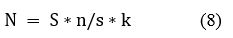 N = S * n/s * k (8)